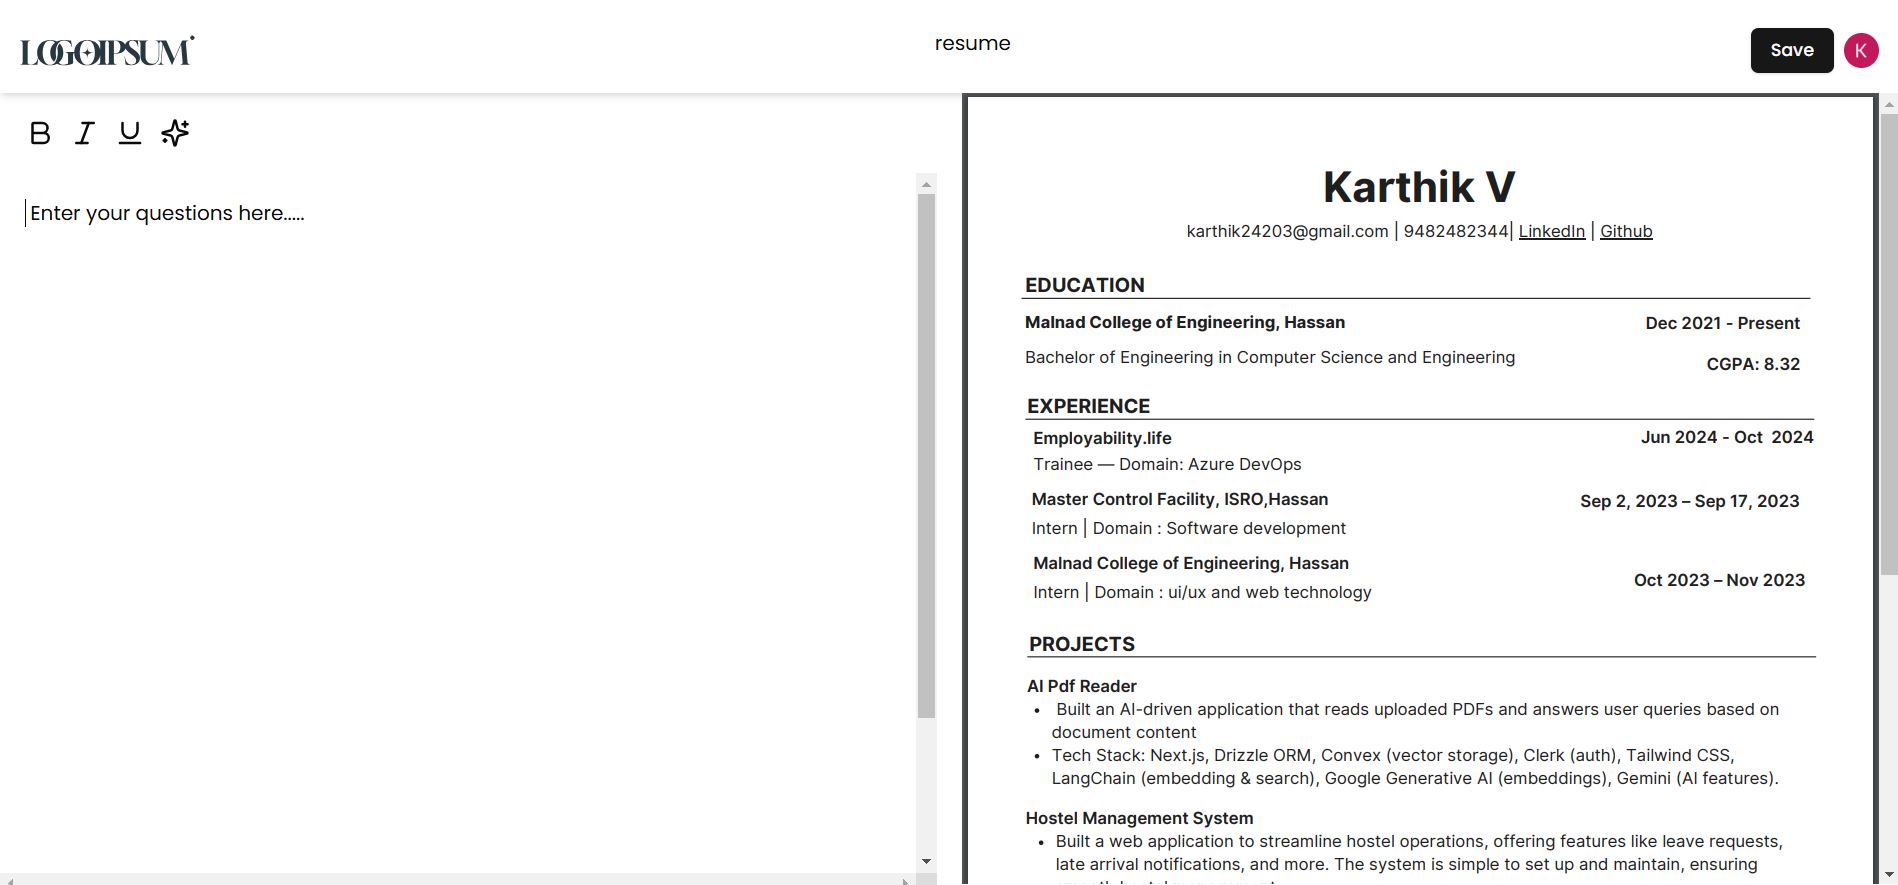 LOGOIPSUM
resume
Save
K
B I U
Enter your questions here.....
Karthik V
karthik24203@gmail.com | 9482482344| LinkedIn | Github
EDUCATION
Malnad College of Engineering, Hassan
Dec 2021 - Present
Bachelor of Engineering in Computer Science and Engineering
CGPA: 8.32
EXPERIENCE
Employability.life
Jun 2024 - Oct 2024
Trainee — Domain: Azure DevOps
Master Control Facility, ISRO,Hassan
Sep 2, 2023 – Sep 17, 2023
Intern | Domain : Software development
Malnad College of Engineering, Hassan
Oct 2023 – Nov 2023
Intern | Domain : ui/ux and web technology
PROJECTS
AI Pdf Reader
• Built an AI-driven application that reads uploaded PDFs and answers user queries based on
document content
• Tech Stack: Next.js, Drizzle ORM, Convex (vector storage), Clerk (auth), Tailwind CSS,
LangChain (embedding & search), Google Generative AI (embeddings), Gemini (AI features).
Hostel Management System
• Built a web application to streamline hostel operations, offering features like leave requests,
late arrival notifications, and more. The system is simple to set up and maintain, ensuring